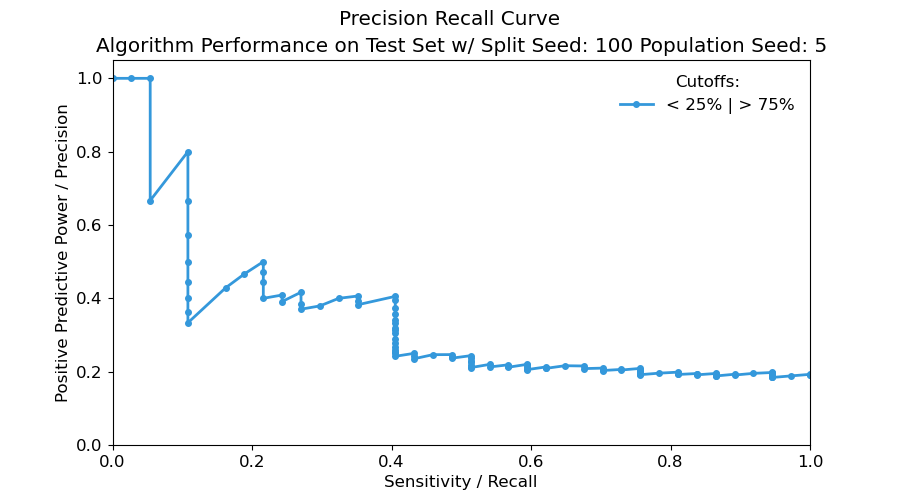 Precision Recall Curve
Algorithm Performance on Test Set w/ Split Seed: 100 Population Seed: 5
Cutoffs:
< 25% | > 75%
Positive Predictive Power / Precision
1.0
0.8
0.6
0.4
0.2
0.0
0.0 0.2 0.4 0.6 0.8 1.0
Sensitivity / Recall